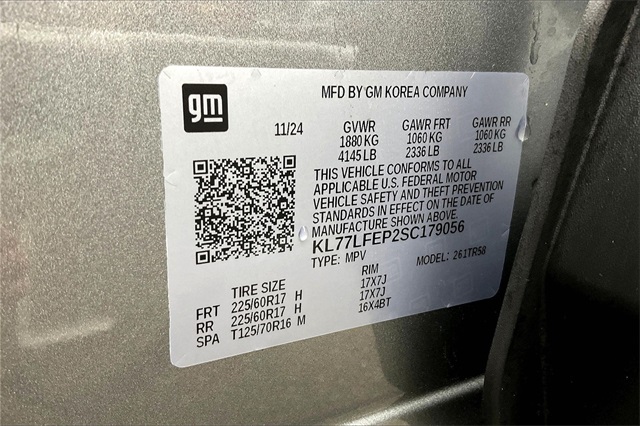 gm
MFD BY GM KOREA COMPANY
11/24 GVWR GAWR FRT GAWR RR
1880 KG 1060 KG 1060 KG
4145 LB 2336 LB 2336 LB
THIS VEHICLE CONFORMS TO ALL
APPLICABLE U.S. FEDERAL MOTOR
VEHICLE SAFETY AND THEFT PREVENTION
STANDARDS IN EFFECT ON THE DATE OF
MANUFACTURE SHOWN ABOVE.
KL77LFEP2SC179056
TYPE: MPV MODEL: 261TR58
TIRE SIZE RIM
FRT 225/60R17 H 17X7J
RR 225/60R17 H 17X7J
SPA T125/70R16 M 16X4BT